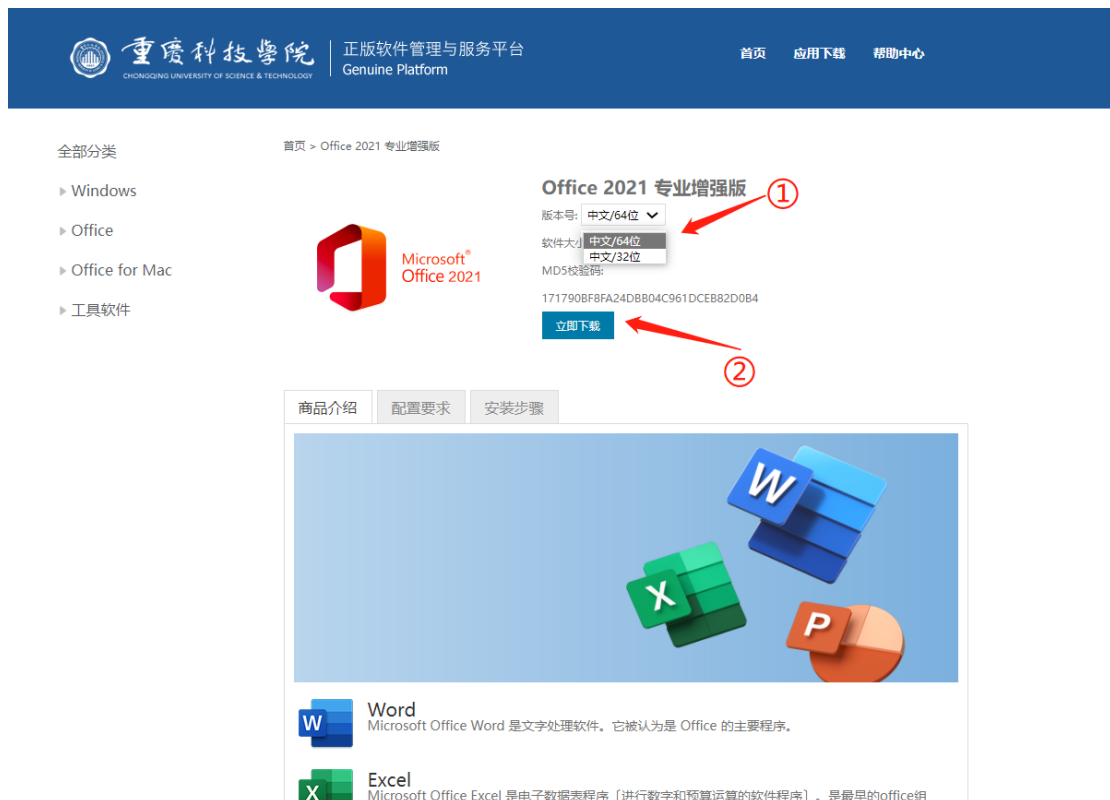 重庆科技學院
CHONGQING UNIVERSITY OF SCIENCE & TECHNOLOGY
正版软件管理与服务平台
Genuine Platform
首页
应用下载
帮助中心
全部分类
Windows
Office
Office for Mac
工具软件
首页 > Office 2021 专业增强版
Microsoft®
Office 2021
Office 2021 专业增强版
①
版本号: 中文/64位
软件大小
中文/64位
中文/32位
MD5校验码:
171790BF8FA24DBB04C961DCEB82D0B4
立即下载
②
商品介绍
配置要求
安装步骤
W
X
P
W
Word
Microsoft Office Word 是文字处理软件。它被认为是 Office 的主要程序。
X
Excel
Microsoft Office Excel 是电子数据表程序〔进行数字和预算运算的软件程序〕。是最早的office组